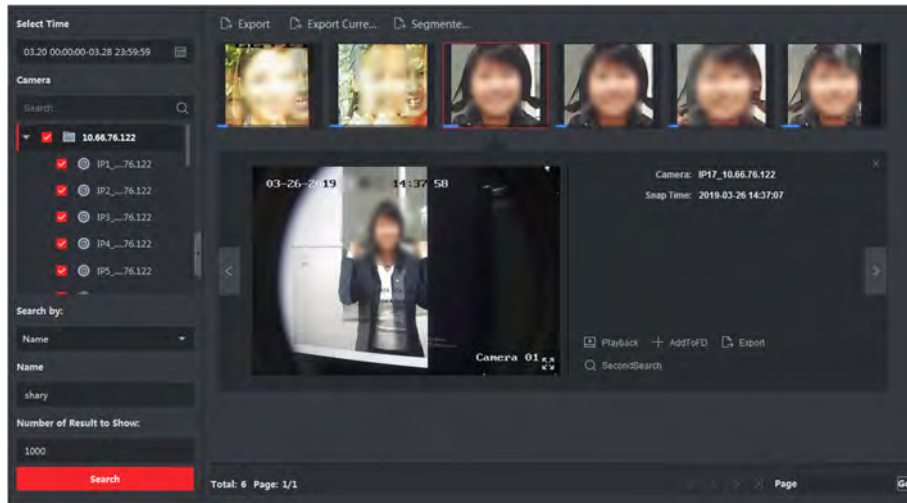 Select Time
03.20 00:00:00-03.28 23:59:59
Camera
Search
10.66.76.122
IP1_....76.122
IP2_....76.122
IP3_....76.122
IP4_....76.122
IP5_....76.122
Search by:
Name
Name
shary
Number of Result to Show:
1000
Search
Export
Export Curre...
Segmente...
03-26-2019
14:37:58
Camera 01
Camera: IP17_10.66.76.122
Snap Time: 2019-03-26 14:37:07
Playback
AddToFD
Export
SecondSearch
Total: 6 Page: 1/1
Page